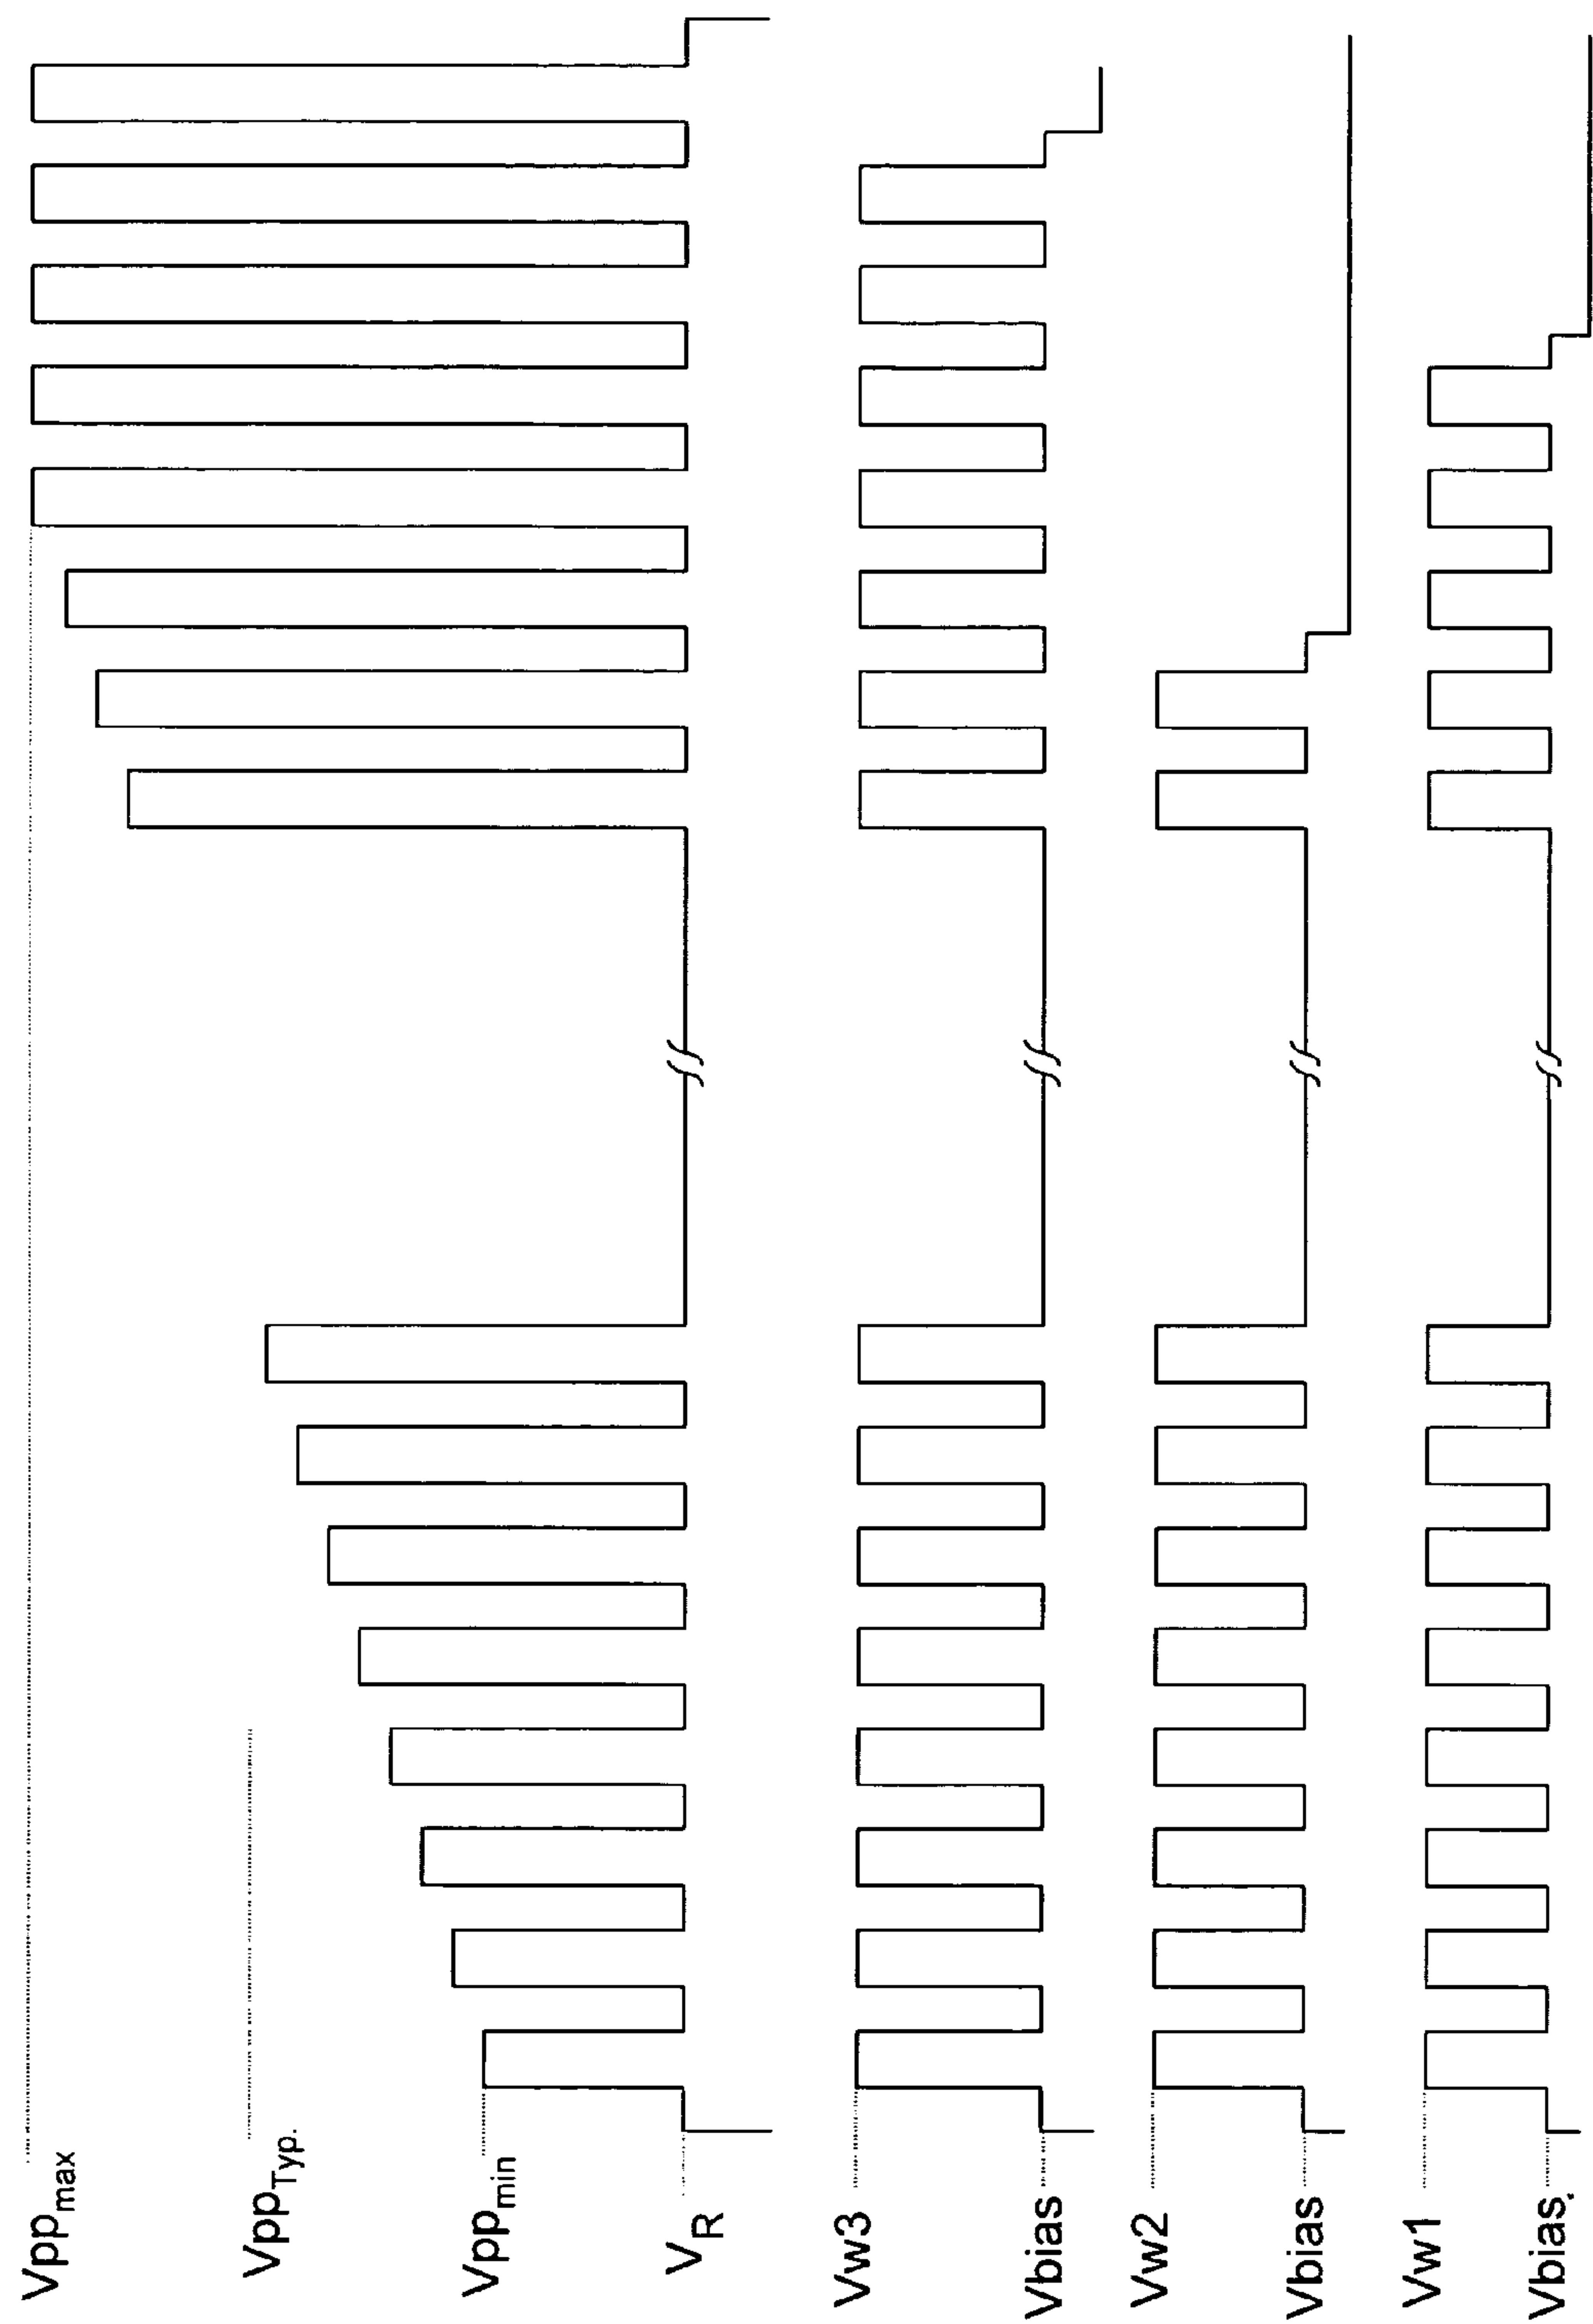 Vppmax
VppTyp.
Vppmin
VR
Vw3
Vbias
Vw2
Vbias
Vw1
Vbias.